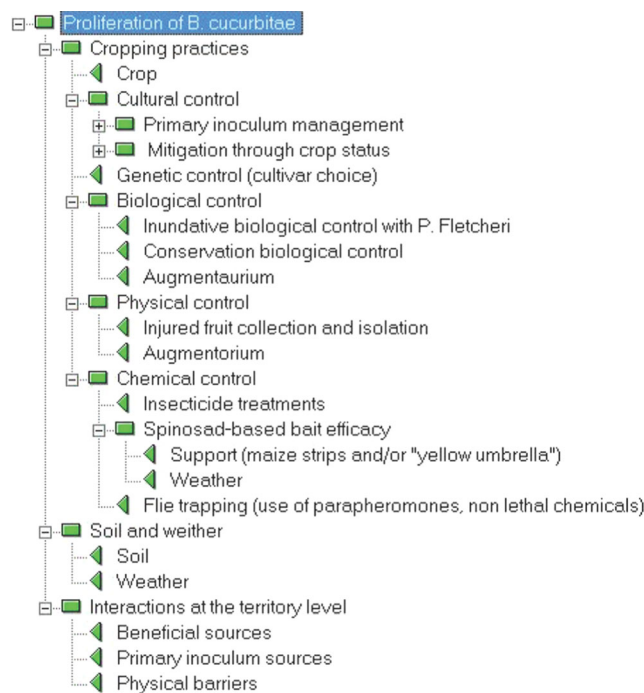 Proliferation of B. cucurbitae
Cropping practices
Crop
Cultural control
Primary inoculum management
Mitigation through crop status
Genetic control (cultivar choice)
Biological control
Inundative biological control with P. Fletcheri
Conservation biological control
Augmentaurium
Physical control
Injured fruit collection and isolation
Augmentorium
Chemical control
Insecticide treatments
Spinosad-based bait efficacy
Support (maize strips and/or "yellow umbrella")
Weather
Flie trapping (use of parapheromones, non lethal chemicals)
Soil and weither
Soil
Weather
Interactions at the territory level
Beneficial sources
Primary inoculum sources
Physical barriers